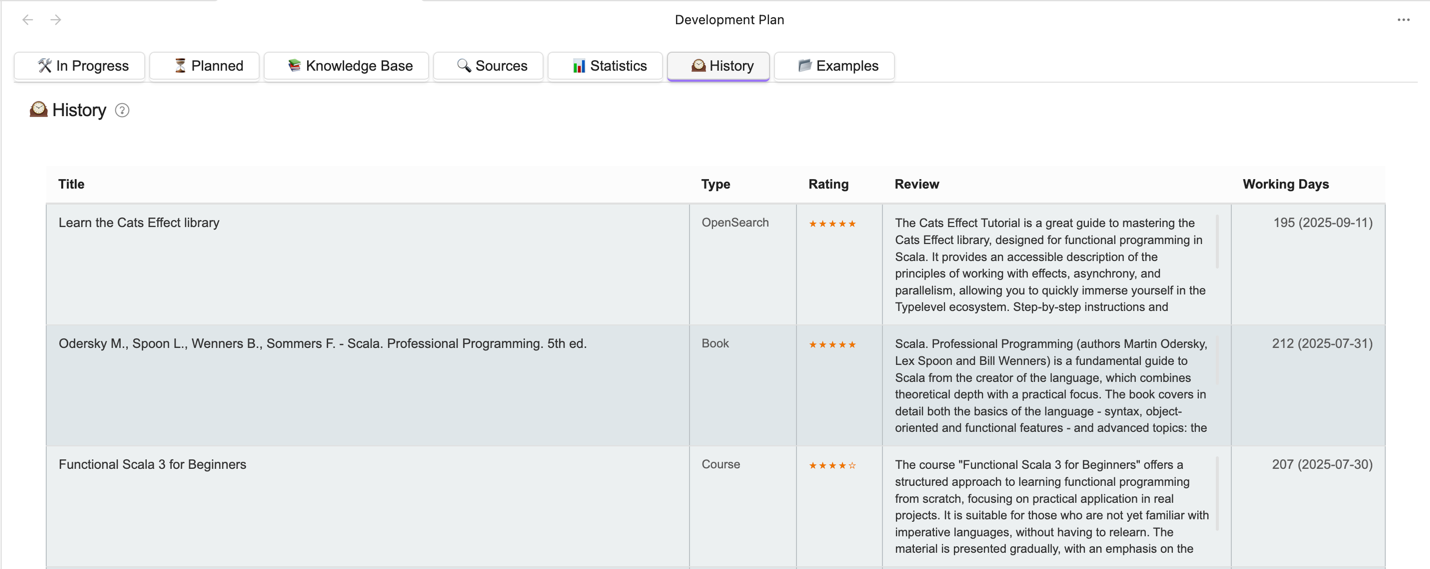 Development Plan
In Progress
Planned
Knowledge Base
Sources
Statistics
History
Examples
History
Title
Type
Rating
Review
Working Days
Learn the Cats Effect library
OpenSearch
★★★★★
The Cats Effect Tutorial is a great guide to mastering the
Cats Effect library, designed for functional programming in
Scala. It provides an accessible description of the
principles of working with effects, asynchrony, and
parallelism, allowing you to quickly immerse yourself in the
Typelevel ecosystem. Step-by-step instructions and
195 (2025-09-11)
Odersky M., Spoon L., Wenners B., Sommers F. - Scala. Professional Programming. 5th ed.
Book
★★★★★
Scala. Professional Programming (authors Martin Odersky,
Lex Spoon and Bill Wenners) is a fundamental guide to
Scala from the creator of the language, which combines
theoretical depth with a practical focus. The book covers in
detail both the basics of the language - syntax, object-
oriented and functional features - and advanced topics: the
212 (2025-07-31)
Functional Scala 3 for Beginners
Course
★★★★☆
The course "Functional Scala 3 for Beginners" offers a
structured approach to learning functional programming
from scratch, focusing on practical application in real
projects. It is suitable for those who are not yet familiar with
imperative languages, without having to relearn. The
material is presented gradually, with an emphasis on the
207 (2025-07-30)